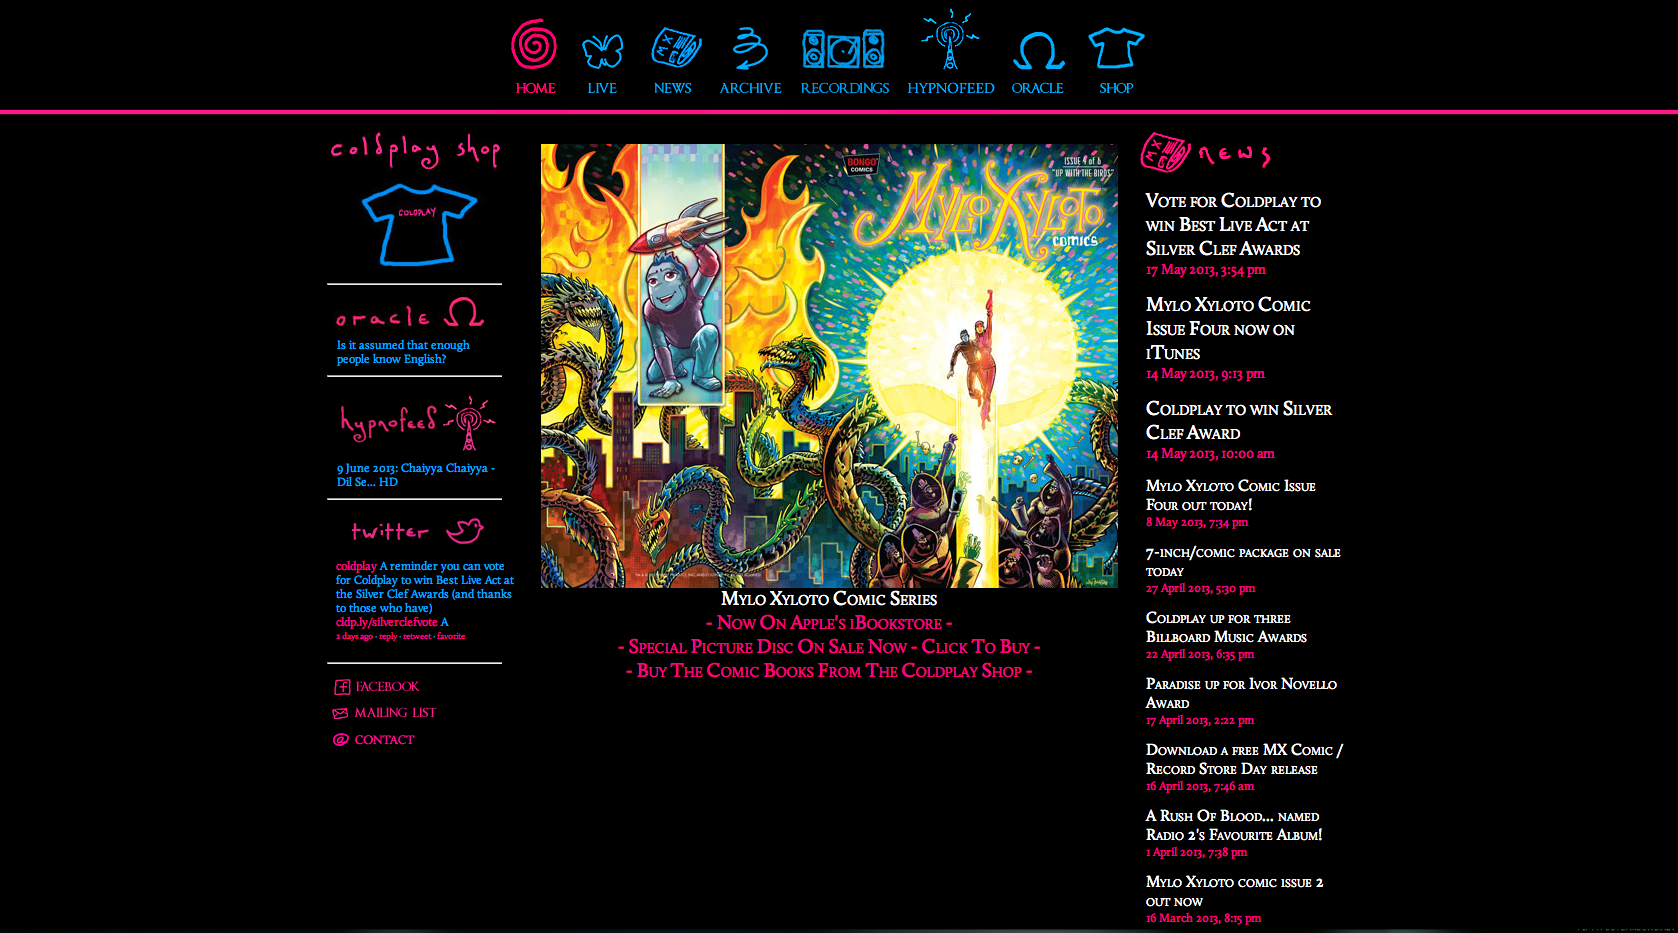 HOME LIVE NEWS ARCHIVE RECORDINGS HYPNOFEED ORACLE SHOP
coldplay shop
COLDPLAY
oracle
Is it assumed that enough
people know English?
hypnofeed
9 June 2013: Chaiyya Chaiyya -
Dil Se... HD
twitter
coldplay A reminder you can vote
for Coldplay to win Best Live Act at
the Silver Clef Awards (and thanks
to those who have)
cldp.ly/silverclefvote A
2 days ago · reply · retweet · favorite
FACEBOOK
MAILING LIST
CONTACT
BONGO
COMICS
ISSUE 4 of 6
"UP WITH THE BIRDS"
MYLO XYLOTO
comics
Mylo Xyloto Comic Series
- Now On Apple's iBookstore -
- Special Picture Disc On Sale Now - Click To Buy -
- Buy The Comic Books From The Coldplay Shop -
news
Vote for Coldplay to
win Best Live Act at
Silver Clef Awards
17 May 2013, 3:54 pm
Mylo Xyloto Comic
Issue Four now on
iTunes
14 May 2013, 9:13 pm
Coldplay to win Silver
Clef Award
14 May 2013, 10:00 am
Mylo Xyloto Comic Issue
Four out today!
8 May 2013, 7:34 pm
7-inch/comic package on sale
today
27 April 2013, 5:30 pm
Coldplay up for three
Billboard Music Awards
22 April 2013, 6:35 pm
Paradise up for Ivor Novello
Award
17 April 2013, 2:22 pm
Download a free MX Comic /
Record Store Day release
16 April 2013, 7:46 am
A Rush Of Blood... named
Radio 2's Favourite Album!
1 April 2013, 7:38 pm
Mylo Xyloto comic issue 2
out now
16 March 2013, 8:15 pm